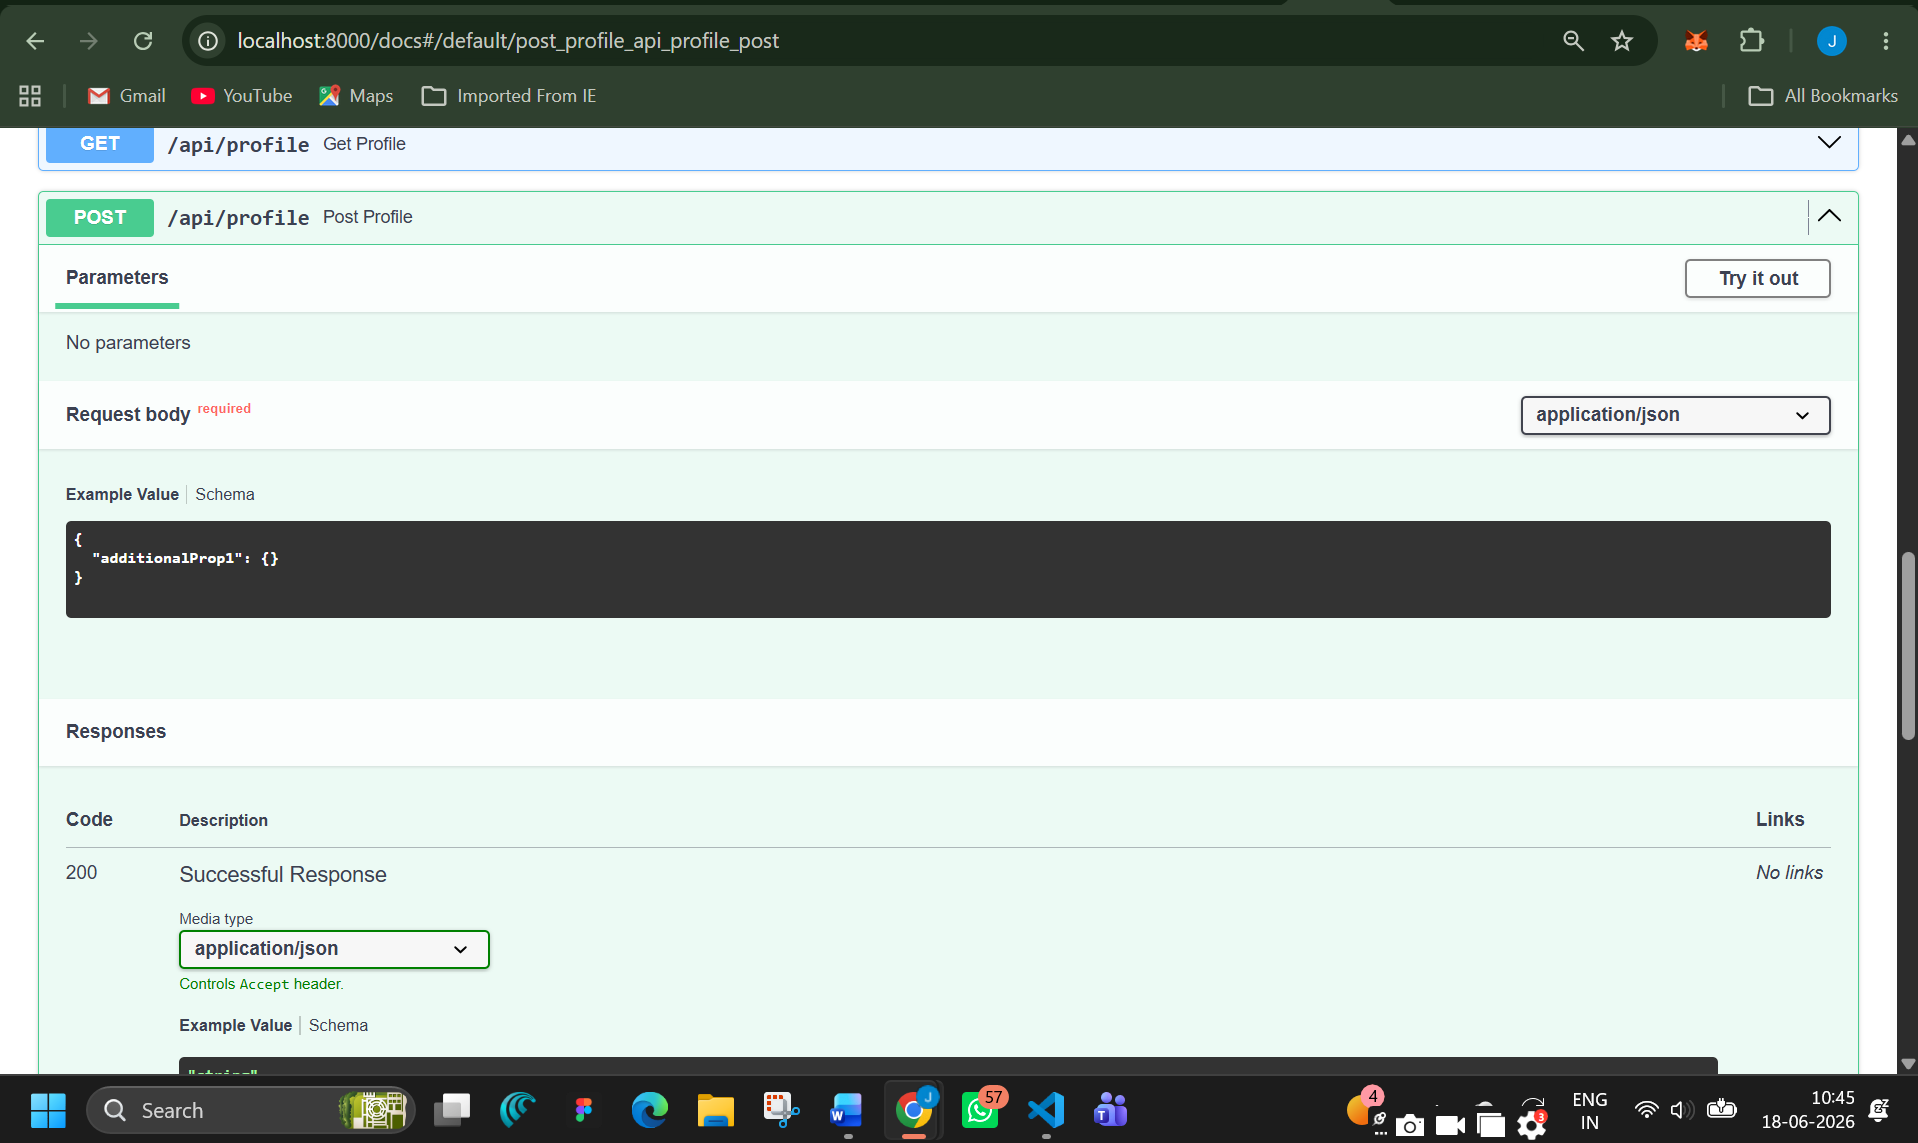 localhost:8000/docs#/default/post_profile_api_profile_post
J
Gmail
YouTube
Maps
Imported From IE
All Bookmarks
GET /api/profile Get Profile
POST /api/profile Post Profile
Parameters
Try it out
No parameters
Request body required
application/json
Example Value Schema
{
"additionalProp1": {}
}
Responses
Code Description Links
200 Successful Response No links
Media type
application/json
Controls Accept header.
Example Value Schema
"string"
Search
J
57
4
3
ENG
IN
10:45
18-06-2026